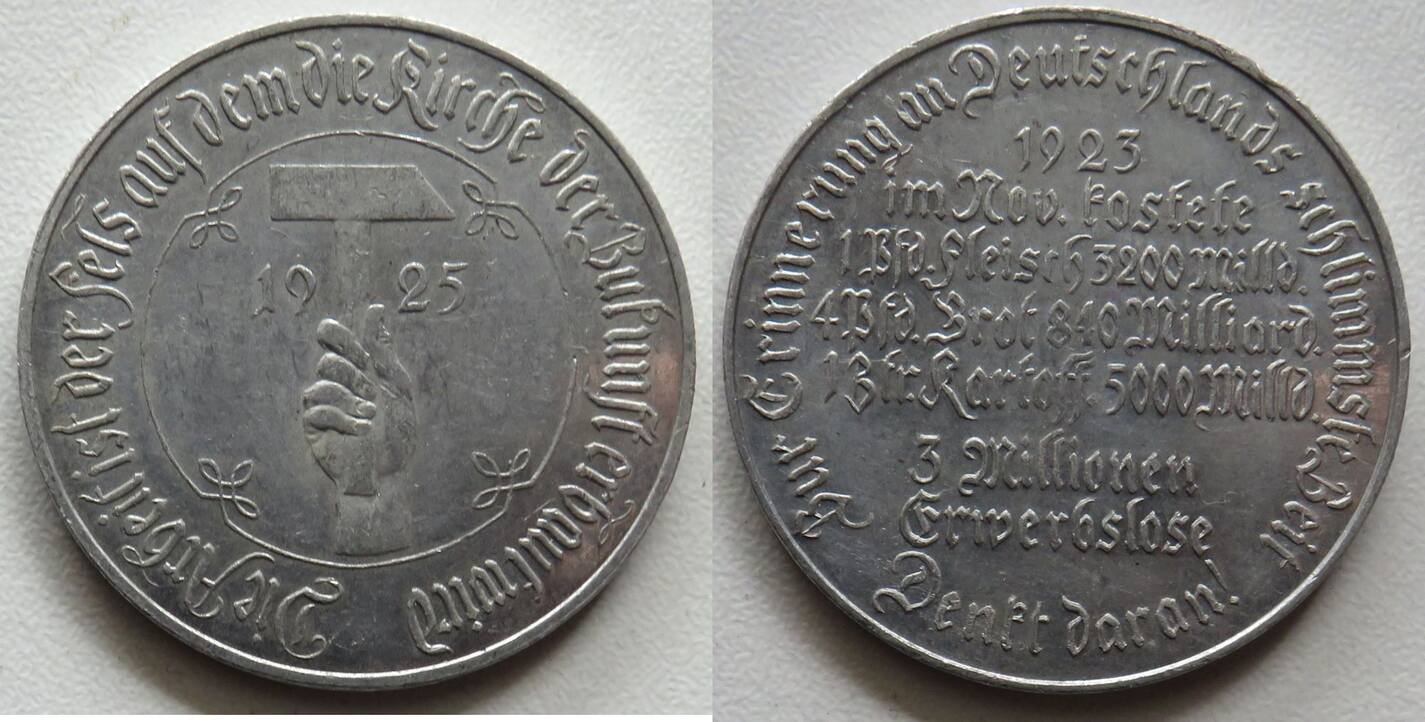 Die Arbeit ist der Fels auf dem die Kirche der Zukunft erbaut wird
19 25
Zur Erinnerung an Deutschlands schlimmste Zeit
1923
im Nov. kostete
1 Pfd. Fleisch 3200 Milld.
4 Pfd. Brot 840 Milliard.
1 Ztr. Kartoff. 5000 Milld.
3 Millionen
Erwerbslose
Denkt daran!